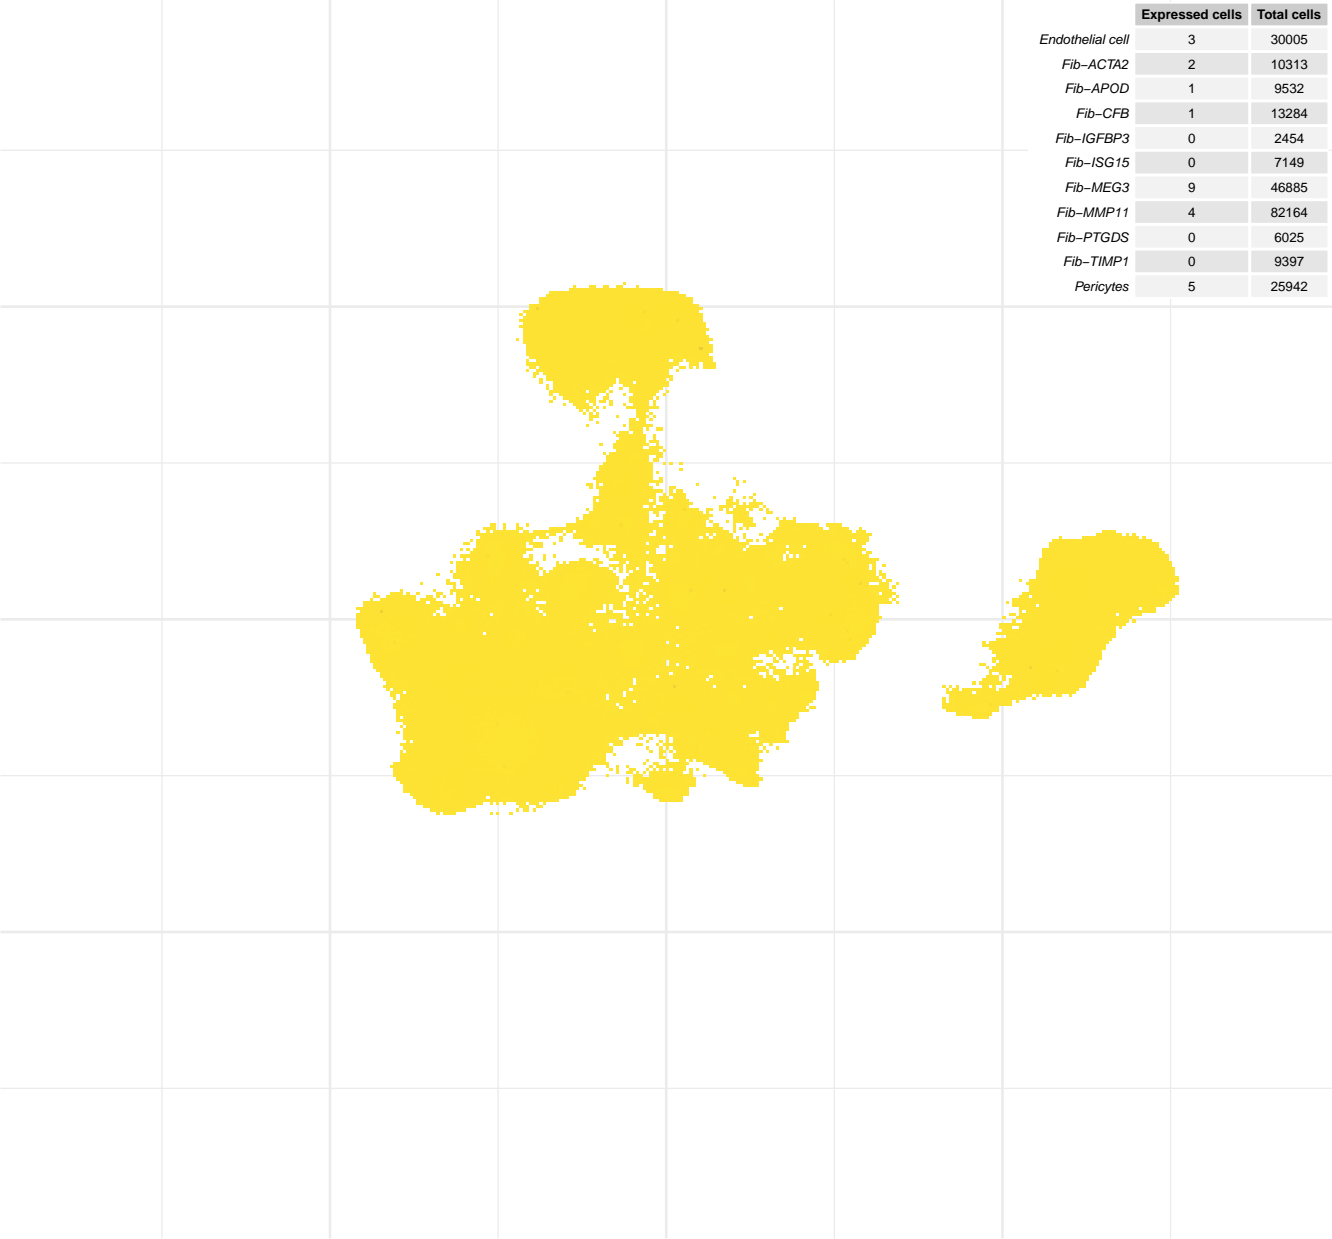 Expressed cells Total cells
Endothelial cell 3 30005
Fib−ACTA2 2 10313
Fib−APOD 1 9532
Fib−CFB 1 13284
Fib−IGFBP3 0 2454
Fib−ISG15 0 7149
Fib−MEG3 9 46885
Fib−MMP11 4 82164
Fib−PTGDS 0 6025
Fib−TIMP1 0 9397
Pericytes 5 25942